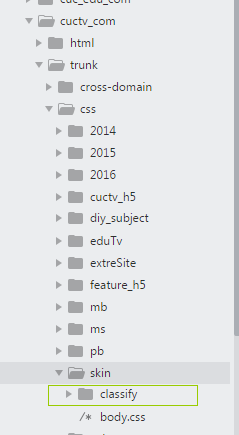 cuctv_com
html
trunk
cross-domain
css
2014
2015
2016
cuctv_h5
diy_subject
eduTv
extreSite
feature_h5
mb
ms
pb
skin
classify
/* body.css